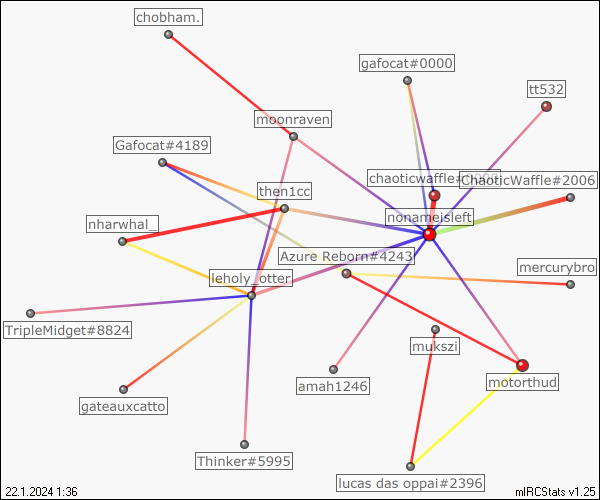 chobham.
gafocat#0000
tt532
moonraven
Gafocat#4189
chaoticwaffle#
ChaoticWaffle#2006
then1cc
nonameisleft
nharwhal_
Azure Reborn#4243
mercurybro
leholy_otter
TripleMidget#8824
mukszi
amah1246
motorthud
gateauxcatto
Thinker#5995
lucas das oppai#2396
22.1.2024 1:36
mIRCStats v1.25